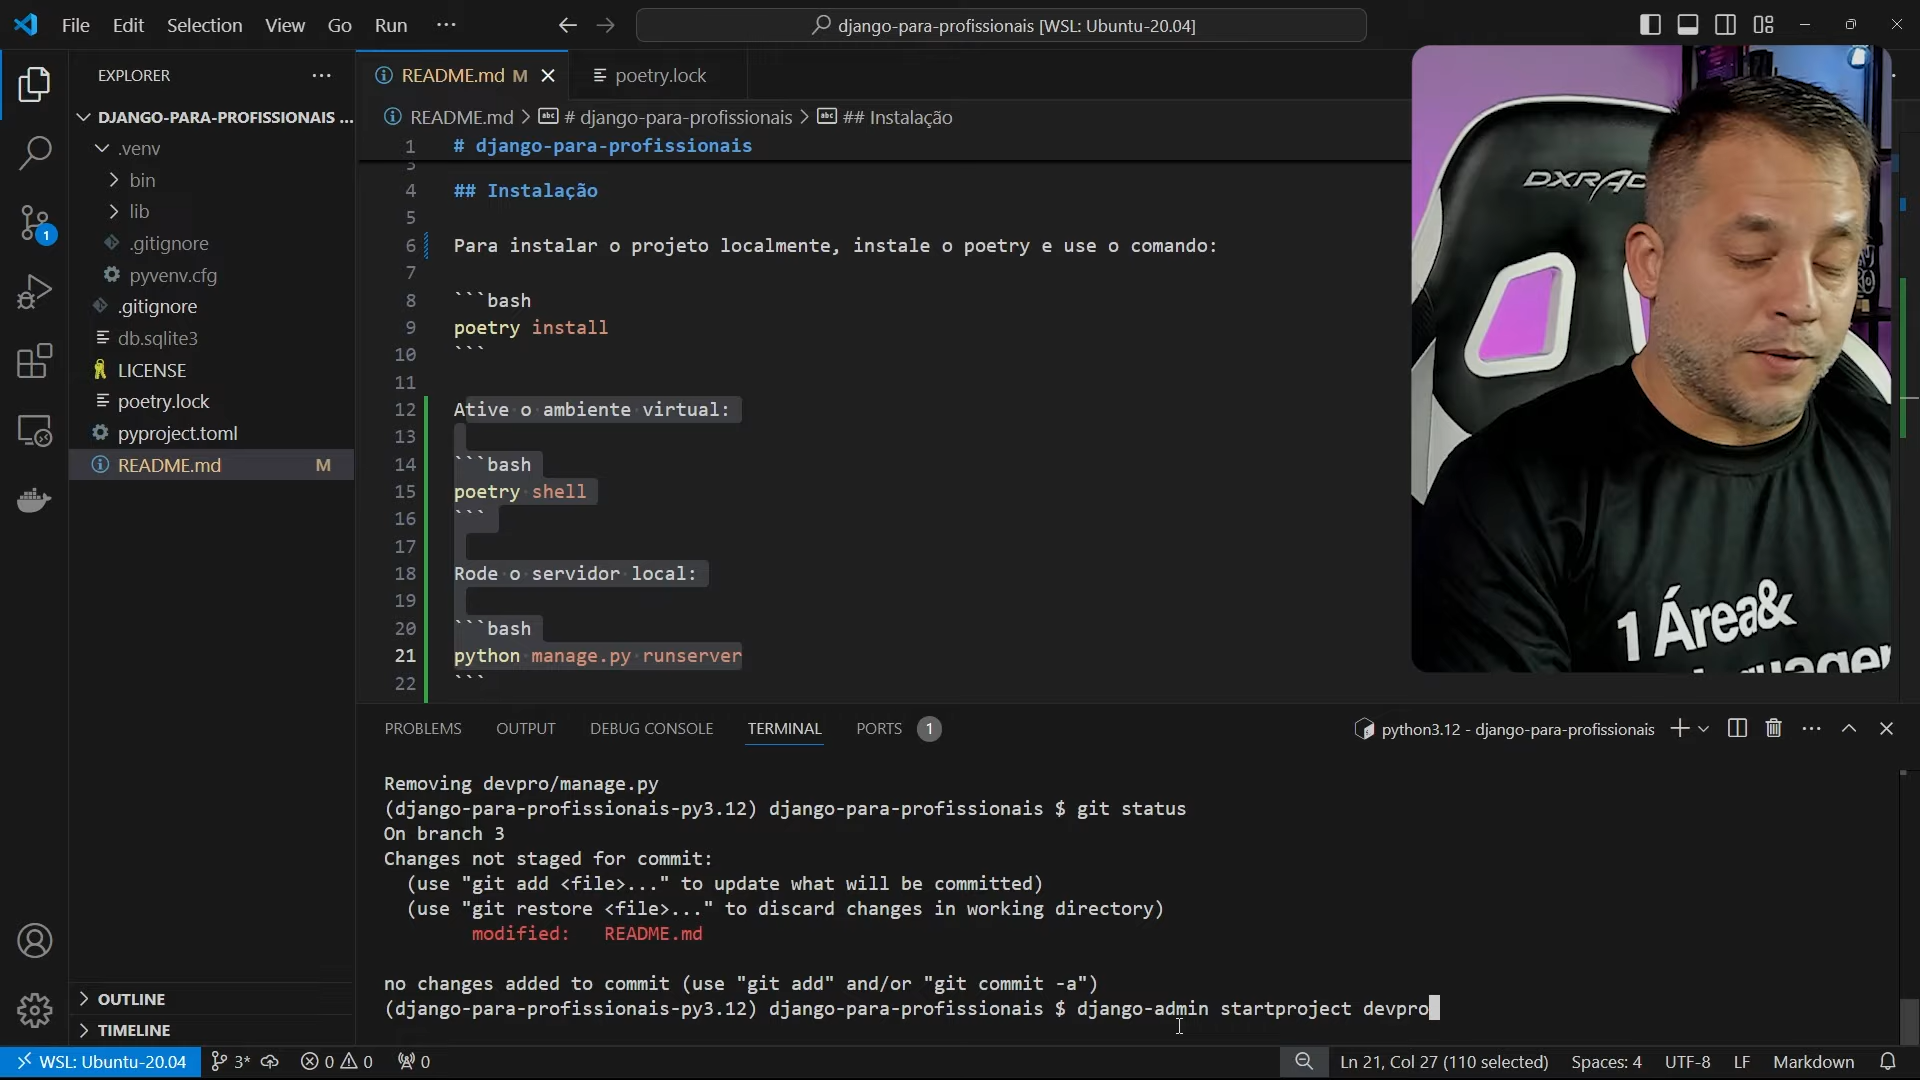 File Edit Selection View Go Run ···
django-para-profissionais [WSL: Ubuntu-20.04]
EXPLORER ···
DJANGO-PARA-PROFISSIONAIS ...
.venv
bin
lib
.gitignore
pyvenv.cfg
.gitignore
db.sqlite3
LICENSE
poetry.lock
pyproject.toml
README.md M
OUTLINE
TIMELINE
1
README.md M
poetry.lock
README.md > # django-para-profissionais > ## Instalação
1 # django-para-profissionais
3
4 ## Instalação
5
6 Para instalar o projeto localmente, instale o poetry e use o comando:
7
8 ```bash
9 poetry install
10 ```
11
12 Ative o ambiente virtual:
13
14 ```bash
15 poetry shell
16 ```
17
18 Rode o servidor local:
19
20 ```bash
21 python manage.py runserver
22 ```
DXRA
1 Área&
PROBLEMS OUTPUT DEBUG CONSOLE TERMINAL PORTS 1
python3.12 - django-para-profissionais
Removing devpro/manage.py
(django-para-profissionais-py3.12) django-para-profissionais $ git status
On branch 3
Changes not staged for commit:
(use "git add <file>..." to update what will be committed)
(use "git restore <file>..." to discard changes in working directory)
modified: README.md
no changes added to commit (use "git add" and/or "git commit -a")
(django-para-profissionais-py3.12) django-para-profissionais $ django-admin startproject devpro
WSL: Ubuntu-20.04 3* 0 0 0
Ln 21, Col 27 (110 selected) Spaces: 4 UTF-8 LF Markdown